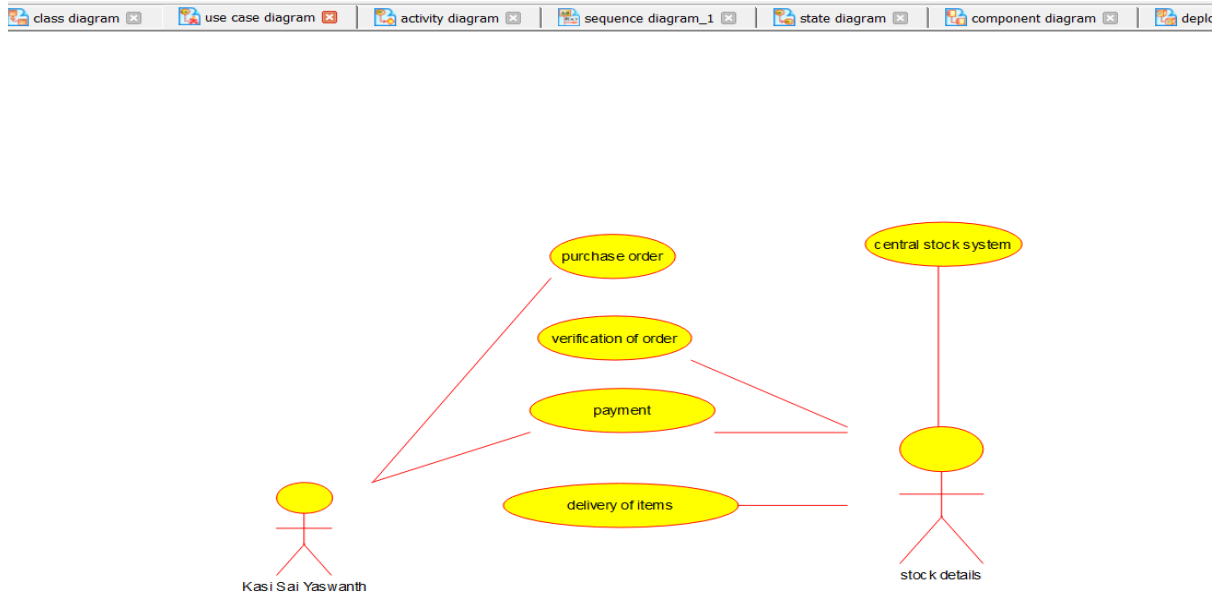 class diagram use case diagram activity diagram sequence diagram_1 state diagram component diagram deplo
central stock system
purchase order
verification of order
payment
delivery of items
stock details
Kasi Sai Yaswanth